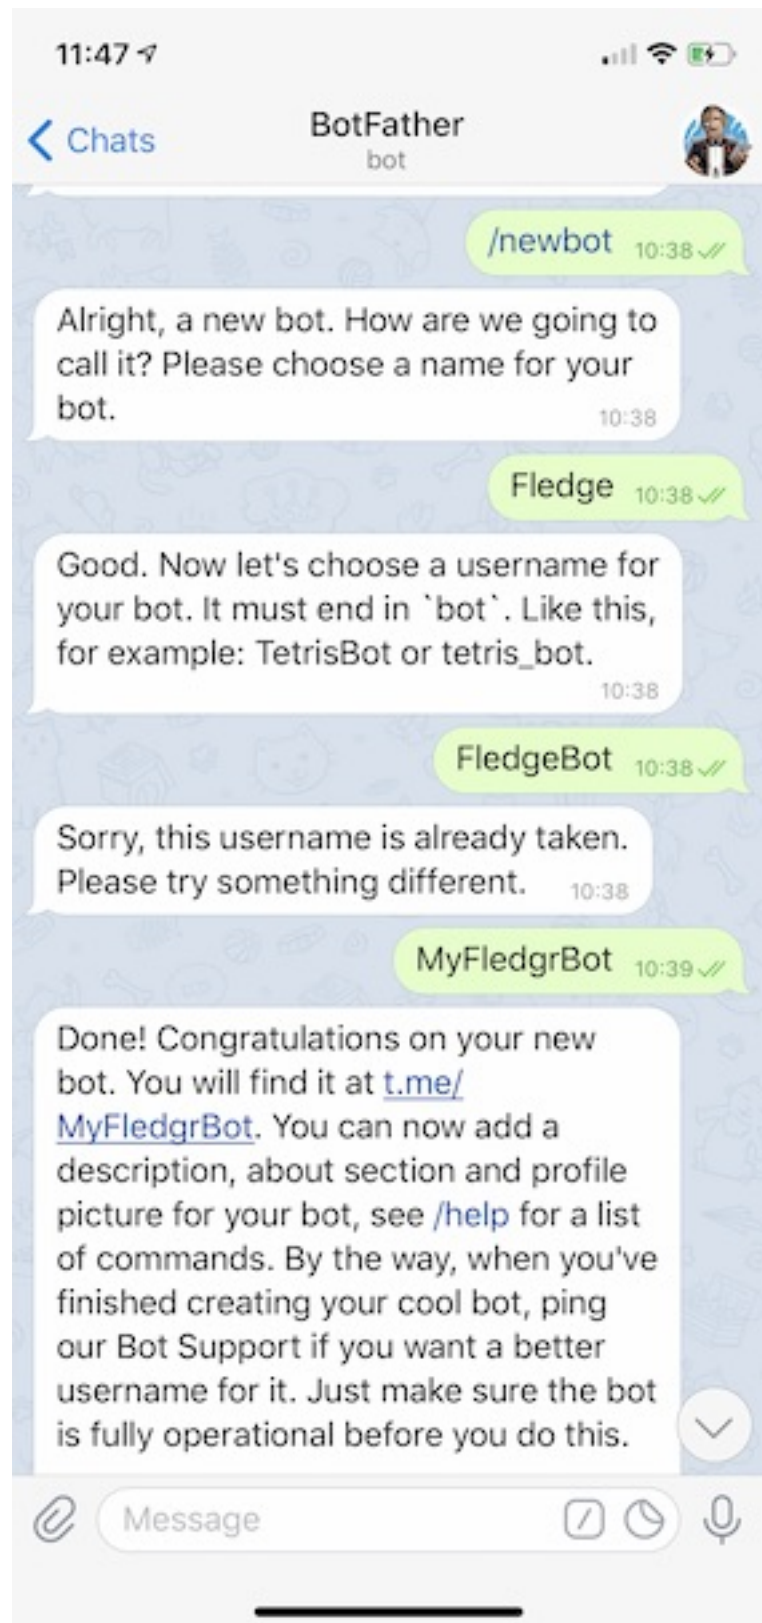 11:47
Chats
BotFather
bot
/newbot 10:38
Alright, a new bot. How are we going to
call it? Please choose a name for your
bot.
10:38
Fledge 10:38
Good. Now let's choose a username for
your bot. It must end in `bot`. Like this,
for example: TetrisBot or tetris_bot.
10:38
FledgeBot 10:38
Sorry, this username is already taken.
Please try something different. 10:38
MyFledgrBot 10:39
Done! Congratulations on your new
bot. You will find it at t.me/
MyFledgrBot. You can now add a
description, about section and profile
picture for your bot, see /help for a list
of commands. By the way, when you've
finished creating your cool bot, ping
our Bot Support if you want a better
username for it. Just make sure the bot
is fully operational before you do this.
Message